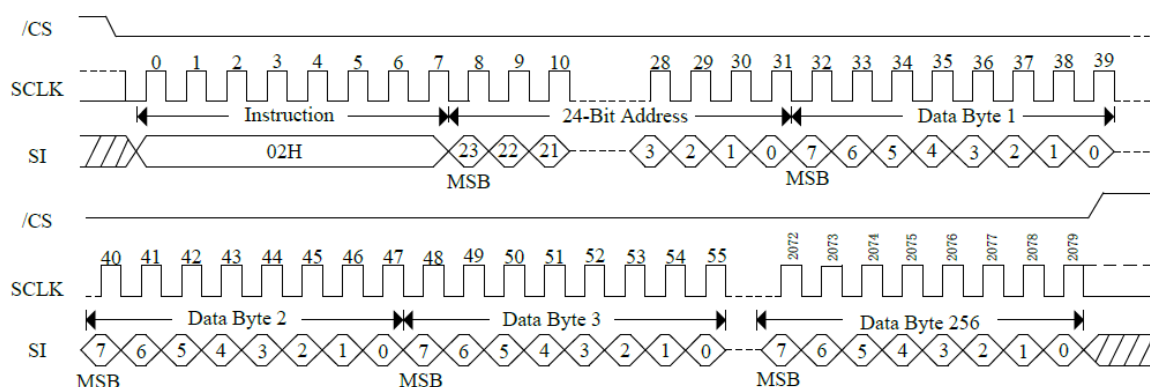 /CS
0 1 2 3 4 5 6 7 8 9 10 28 29 30 31 32 33 34 35 36 37 38 39
SCLK
Instruction 24-Bit Address Data Byte 1
SI 02H 23 22 21 3 2 1 0 7 6 5 4 3 2 1 0
MSB MSB
/CS
40 41 42 43 44 45 46 47 48 49 50 51 52 53 54 55 2072 2073 2074 2075 2076 2077 2078 2079
SCLK
Data Byte 2 Data Byte 3 Data Byte 256
SI 7 6 5 4 3 2 1 0 7 6 5 4 3 2 1 0 7 6 5 4 3 2 1 0
MSB MSB MSB